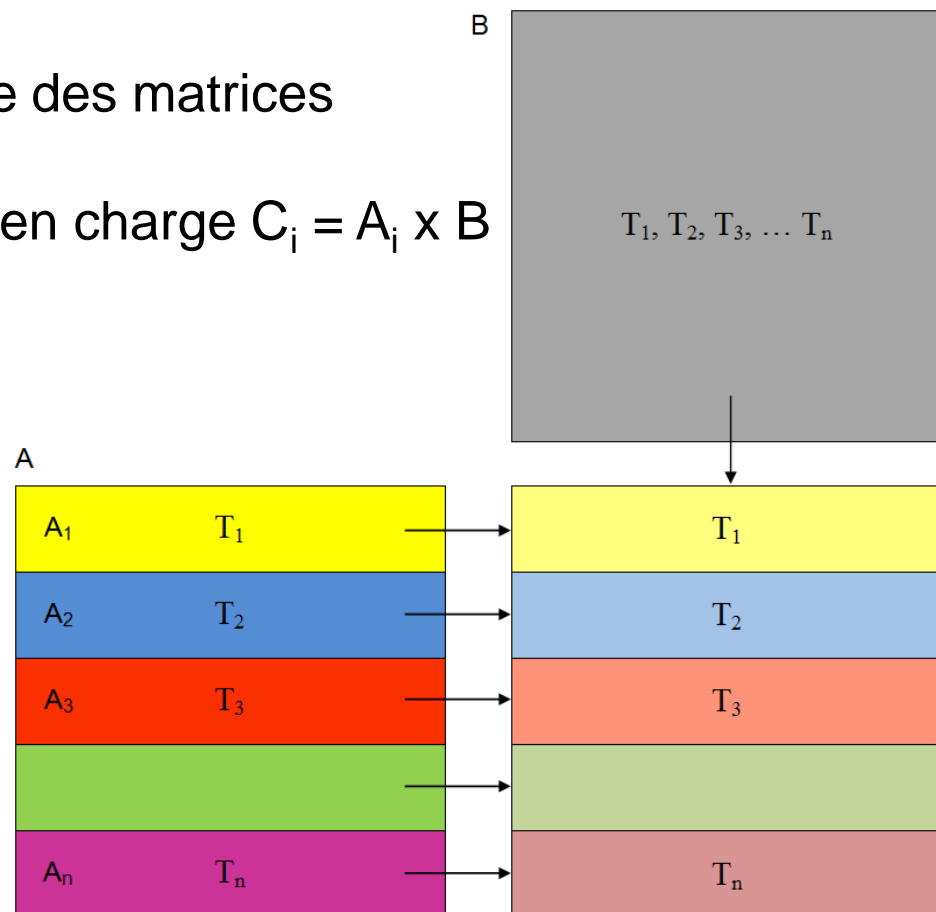 B
e des matrices
en charge Cᵢ = Aᵢ x B
T₁, T₂, T₃, … Tₙ
A
A₁ T₁ T₁
A₂ T₂ T₂
A₃ T₃ T₃
Aₙ Tₙ Tₙ